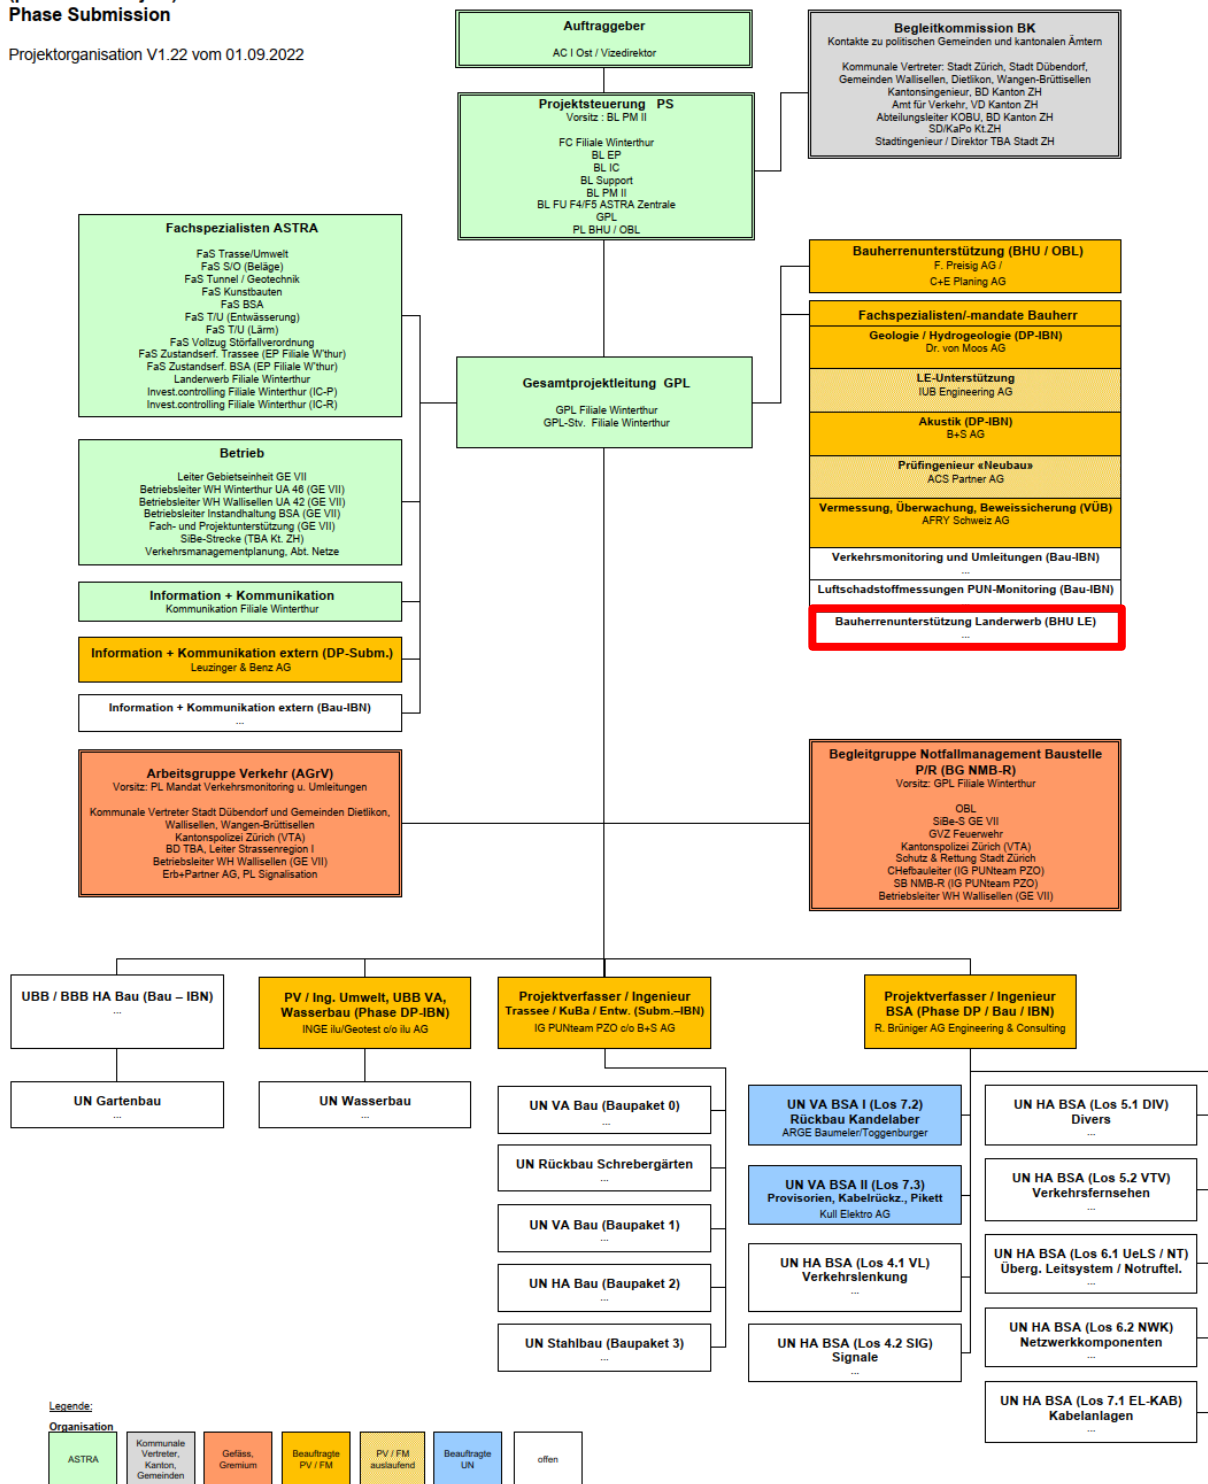 Phase Submission
Projektorganisation V1.22 vom 01.09.2022
Auftraggeber
AC I Ost / Vizedirektor
Begleitkommission BK
Kontakte zu politischen Gemeinden und kantonalen Ämtern
Kommunale Vertreter: Stadt Zürich, Stadt Dübendorf,
Gemeinden Wallisellen, Dietlikon, Wangen-Brüttisellen
Kantonsingenieur, BD Kanton ZH
Amt für Verkehr, VD Kanton ZH
Abteilungsleiter KOBU, BD Kanton ZH
SD/KaPo Kt.ZH
Stadtingenieur / Direktor TBA Stadt ZH
Projektsteuerung PS
Vorsitz : BL PM II
FC Filiale Winterthur
BL EP
BL IC
BL Support
BL PM II
BL FU F4/F5 ASTRA Zentrale
GPL
PL BHU / OBL
Fachspezialisten ASTRA
FaS Trasse/Umwelt
FaS S/O (Beläge)
FaS Tunnel / Geotechnik
FaS Kunstbauten
FaS BSA
FaS T/U (Entwässerung)
FaS T/U (Lärm)
FaS Vollzug Störfallverordnung
FaS Zustandserf. Trassee (EP Filiale W'thur)
FaS Zustandserf. BSA (EP Filiale W'thur)
Landerwerb Filiale Winterthur
Invest.controlling Filiale Winterthur (IC-P)
Invest.controlling Filiale Winterthur (IC-R)
Bauherrenunterstützung (BHU / OBL)
F. Preisig AG /
C+E Planing AG
Fachspezialisten/-mandate Bauherr
Geologie / Hydrogeologie (DP-IBN)
Dr. von Moos AG
LE-Unterstützung
IUB Engineering AG
Akustik (DP-IBN)
B+S AG
Prüfingenieur «Neubau»
ACS Partner AG
Vermessung, Überwachung, Beweissicherung (VÜB)
AFRY Schweiz AG
Verkehrsmonitoring und Umleitungen (Bau-IBN)
...
Luftschadstoffmessungen PUN-Monitoring (Bau-IBN)
Bauherrenunterstützung Landerwerb (BHU LE)
...
Gesamtprojektleitung GPL
GPL Filiale Winterthur
GPL-Stv. Filiale Winterthur
Betrieb
Leiter Gebietseinheit GE VII
Betriebsleiter WH Winterthur UA 46 (GE VII)
Betriebsleiter WH Wallisellen UA 42 (GE VII)
Betriebsleiter Instandhaltung BSA (GE VII)
Fach- und Projektunterstützung (GE VII)
SiBe-Strecke (TBA Kt. ZH)
Verkehrsmanagementplanung, Abt. Netze
Information + Kommunikation
Kommunikation Filiale Winterthur
Information + Kommunikation extern (DP-Subm.)
Leuzinger & Benz AG
Information + Kommunikation extern (Bau-IBN)
...
Arbeitsgruppe Verkehr (AGrV)
Vorsitz: PL Mandat Verkehrsmonitoring u. Umleitungen
Kommunale Vertreter Stadt Dübendorf und Gemeinden Dietlikon,
Wallisellen, Wangen-Brüttisellen
Kantonspolizei Zürich (VTA)
BD TBA, Leiter Strassenregion I
Betriebsleiter WH Wallisellen (GE VII)
Erb+Partner AG, PL Signalisation
Begleitgruppe Notfallmanagement Baustelle
P/R (BG NMB-R)
Vorsitz: GPL Filiale Winterthur
OBL
SiBe-S GE VII
GVZ Feuerwehr
Kantonspolizei Zürich (VTA)
Schutz & Rettung Stadt Zürich
CHefbauleiter (IG PUNteam PZO)
SB NMB-R (IG PUNteam PZO)
Betriebsleiter WH Wallisellen (GE VII)
UBB / BBB HA Bau (Bau – IBN)
...
PV / Ing. Umwelt, UBB VA,
Wasserbau (Phase DP-IBN)
INGE ilu/Geotest c/o ilu AG
Projektverfasser / Ingenieur
Trassee / KuBa / Entw. (Subm.–IBN)
IG PUNteam PZO c/o B+S AG
Projektverfasser / Ingenieur
BSA (Phase DP / Bau / IBN)
R. Brüniger AG Engineering & Consulting
UN Gartenbau
...
UN Wasserbau
...
UN VA Bau (Baupaket 0)
...
UN Rückbau Schrebergärten
...
UN VA Bau (Baupaket 1)
...
UN HA Bau (Baupaket 2)
...
UN Stahlbau (Baupaket 3)
...
UN VA BSA I (Los 7.2)
Rückbau Kandelaber
ARGE Baumeler/Toggenburger
UN VA BSA II (Los 7.3)
Provisorien, Kabelrückz., Pikett
Kull Elektro AG
UN HA BSA (Los 4.1 VL)
Verkehrslenkung
...
UN HA BSA (Los 4.2 SIG)
Signale
...
UN HA BSA (Los 5.1 DIV)
Divers
...
UN HA BSA (Los 5.2 VTV)
Verkehrsfernsehen
...
UN HA BSA (Los 6.1 UeLS / NT)
Überg. Leitsystem / Notruftel.
...
UN HA BSA (Los 6.2 NWK)
Netzwerkkomponenten
...
UN HA BSA (Los 7.1 EL-KAB)
Kabelanlagen
...
Legende:
Organisation
ASTRA
Kommunale
Vertreter,
Kanton,
Gemeinden
Gefäss,
Gremium
Beauftragte
PV / FM
PV / FM
auslaufend
Beauftragte
UN
offen